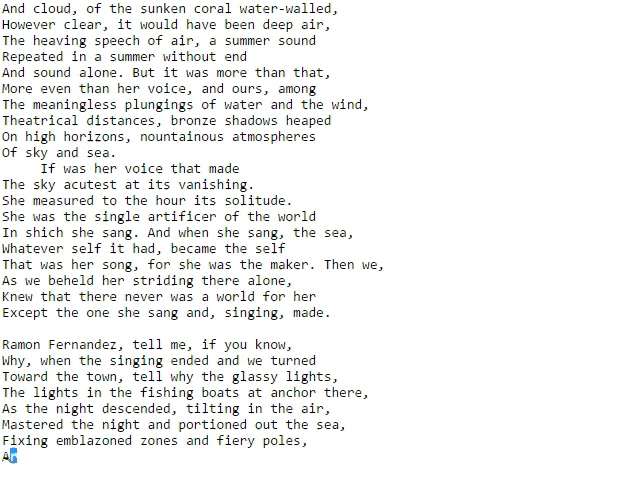 And cloud, of the sunken coral water-walled,
However clear, it would have been deep air,
The heaving speech of air, a summer sound
Repeated in a summer without end
And sound alone. But it was more than that,
More even than her voice, and ours, among
The meaningless plungings of water and the wind,
Theatrical distances, bronze shadows heaped
On high horizons, nountainous atmospheres
Of sky and sea.
If was her voice that made
The sky acutest at its vanishing.
She measured to the hour its solitude.
She was the single artificer of the world
In shich she sang. And when she sang, the sea,
Whatever self it had, became the self
That was her song, for she was the maker. Then we,
As we beheld her striding there alone,
Knew that there never was a world for her
Except the one she sang and, singing, made.
Ramon Fernandez, tell me, if you know,
Why, when the singing ended and we turned
Toward the town, tell why the glassy lights,
The lights in the fishing boats at anchor there,
As the night descended, tilting in the air,
Mastered the night and portioned out the sea,
Fixing emblazoned zones and fiery poles,